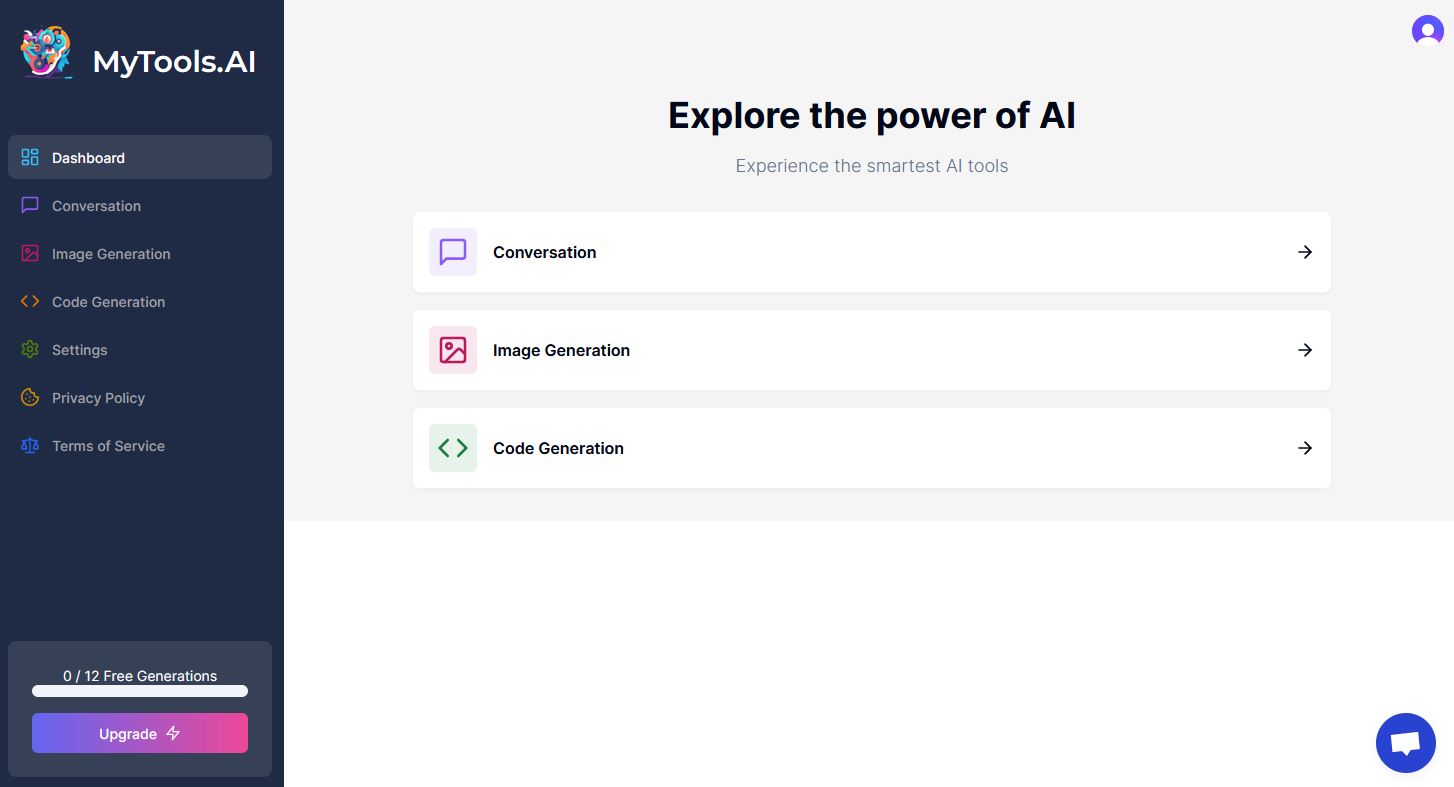 MyTools.AI
Dashboard
Conversation
Image Generation
Code Generation
Settings
Privacy Policy
Terms of Service
0 / 12 Free Generations
Upgrade
Explore the power of AI
Experience the smartest AI tools
Conversation
Image Generation
Code Generation